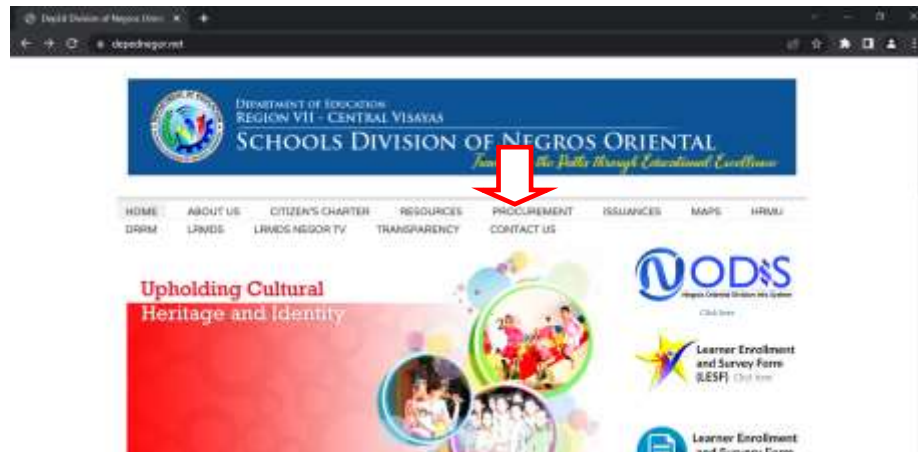 DepEd Division of Negros Orien
depednegor.net
DEPARTMENT OF EDUCATION
REGION VII - CENTRAL VISAYAS
SCHOOLS DIVISION OF NEGROS ORIENTAL
the Paths through Educational Excellence
HOME ABOUT US CITIZEN'S CHARTER RESOURCES PROCUREMENT ISSUANCES MAPS HRMU
DRRM LRMDS LRMDS NEGOR TV TRANSPARENCY CONTACT US
Upholding Cultural
Heritage and Identity
NODIS
Negros Oriental Division Info System
Click here
Learner Enrollment
and Survey Form
(LESF) Click here
Learner Enrollment
and Survery Form